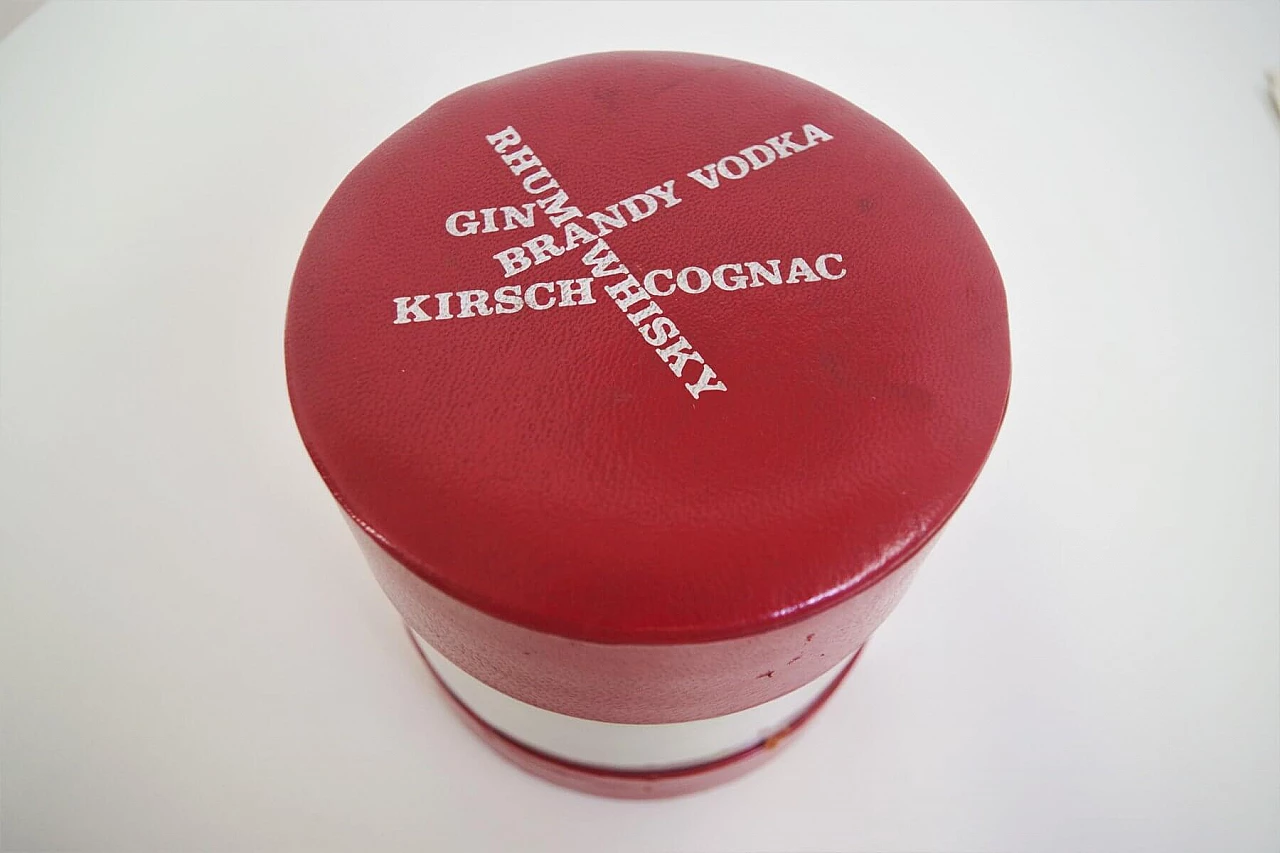 RHUM WHISKY
GIN
BRANDY VODKA
KIRSCH COGNAC